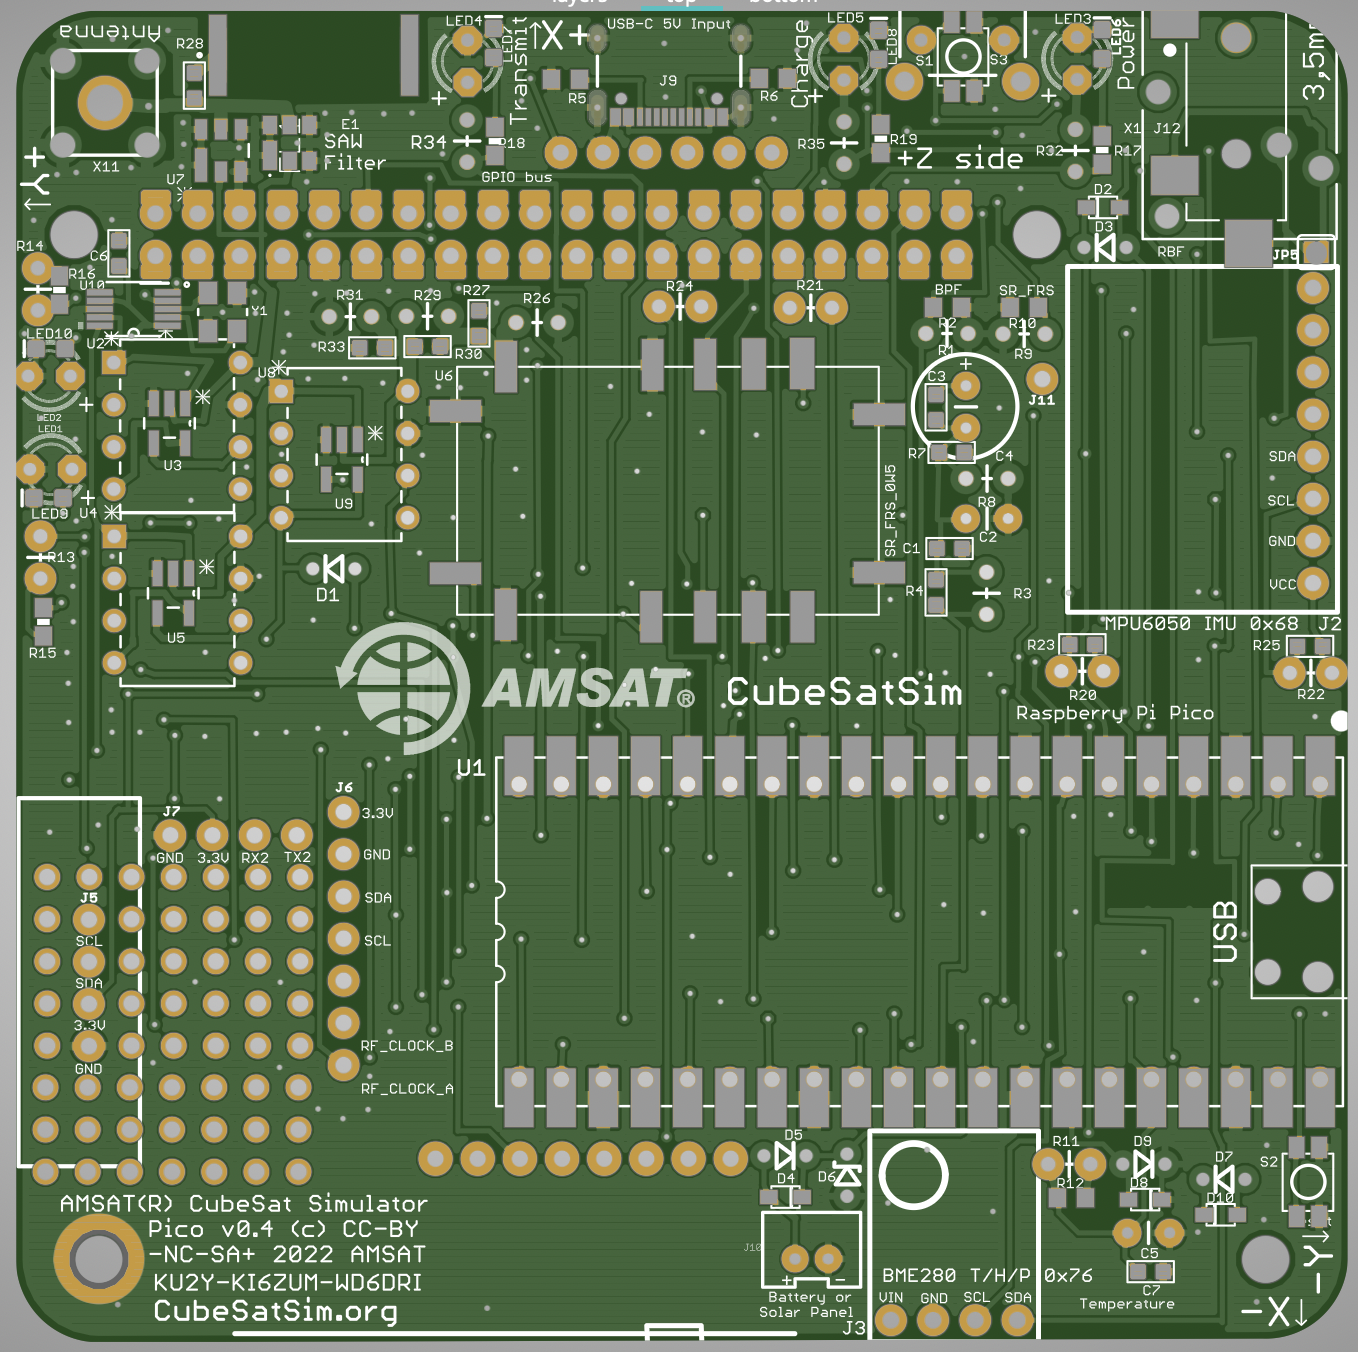 layers top bottom
Antenna
R28
LED4
LED7
Transmit
X+
USB-C 5V Input
J9
R5
R6
Charge
LED5
LED8
S1
S3
LED3
LED6
Power
3,5mm
X11
E1
SAW
Filter
R34
R18
R35
R19
+Z side
R32
R17
X1
J12
+Y
U7
GPIO bus
D2
D3
RBF
JP5
R14
C6
R16
U10
Y1
R31
R29
R27
R26
R24
R21
BPF
SR_FRS
R2
R10
R9
LED10
U2
R33
R30
R1
U8
U6
C3
J11
LED2
LED1
U3
R7
C4
SDA
U9
SR_FRS_0W5
R8
SCL
LED9
U4
C2
GND
R13
C1
D1
R4
R3
VCC
U5
MPU6050 IMU 0x68 J2
R15
R23
R25
AMSAT®
CubeSatSim
R20
R22
Raspberry Pi Pico
U1
J6
3.3V
J7
GND 3.3V RX2 TX2
GND
J5
SDA
SCL
SCL
USB
SDA
3.3V
RF_CLOCK_B
GND
RF_CLOCK_A
D5
R11
D9
D7
S2
D6
D4
R12
D8
D10
AMSAT(R) CubeSat Simulator
Pico v0.4 (c) CC-BY
-NC-SA+ 2022 AMSAT
KU2Y-KI6ZUM-WD6DRI
CubeSatSim.org
J10
+ -
Battery or
Solar Panel
C5
BME280 T/H/P 0x76
C7
VIN GND SCL SDA
Temperature
J3
-X
-Y